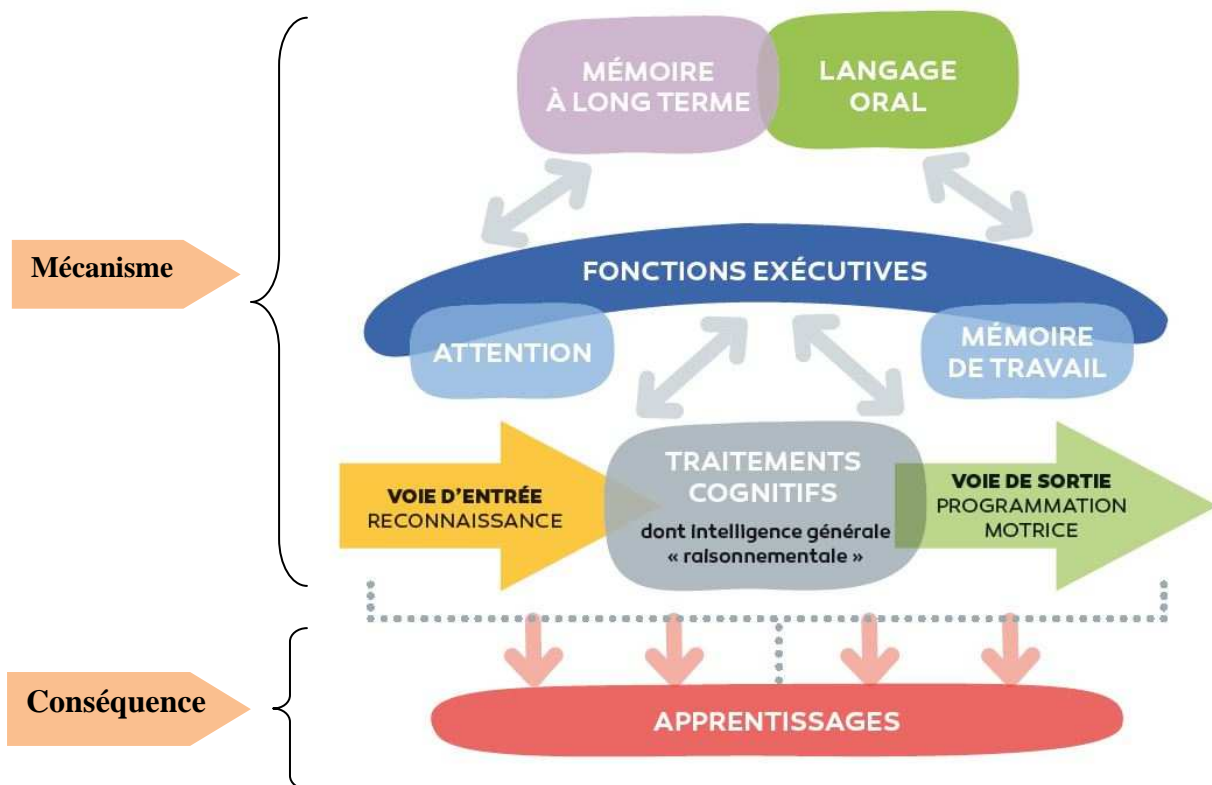 MÉMOIRE
À LONG TERME
LANGAGE
ORAL
Mécanisme
FONCTIONS EXÉCUTIVES
ATTENTION
MÉMOIRE
DE TRAVAIL
VOIE D'ENTRÉE
RECONNAISSANCE
TRAITEMENTS
COGNITIFS
dont intelligence générale
« raisonnementale »
VOIE DE SORTIE
PROGRAMMATION
MOTRICE
Conséquence
APPRENTISSAGES